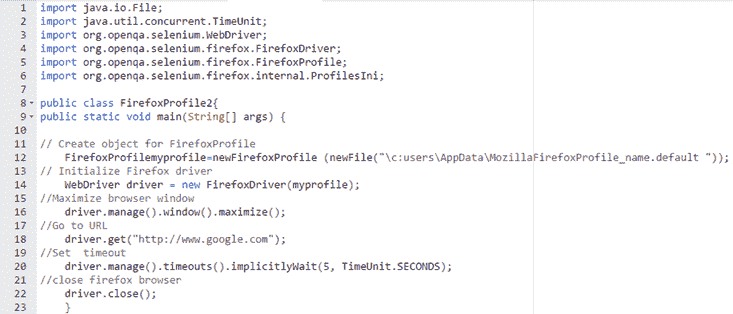 1 import java.io.File;
2 import java.util.concurrent.TimeUnit;
3 import org.openqa.selenium.WebDriver;
4 import org.openqa.selenium.firefox.FirefoxDriver;
5 import org.openqa.selenium.firefox.FirefoxProfile;
6 import org.openqa.selenium.firefox.internal.ProfilesIni;
7
8 public class FirefoxProfile2{
9 public static void main(String[] args) {
10
11 // Create object for FirefoxProfile
12 FirefoxProfilemyprofile=newFirefoxProfile (newFile("\c:users\AppData\MozillaFirefoxProfile_name.default "));
13 // Initialize Firefox driver
14 WebDriver driver = new FirefoxDriver(myprofile);
15 //Maximize browser window
16 driver.manage().window().maximize();
17 //Go to URL
18 driver.get("http://www.google.com");
19 //Set  timeout
20 driver.manage().timeouts().implicitlyWait(5, TimeUnit.SECONDS);
21 //close firefox browser
22 driver.close();
23 }